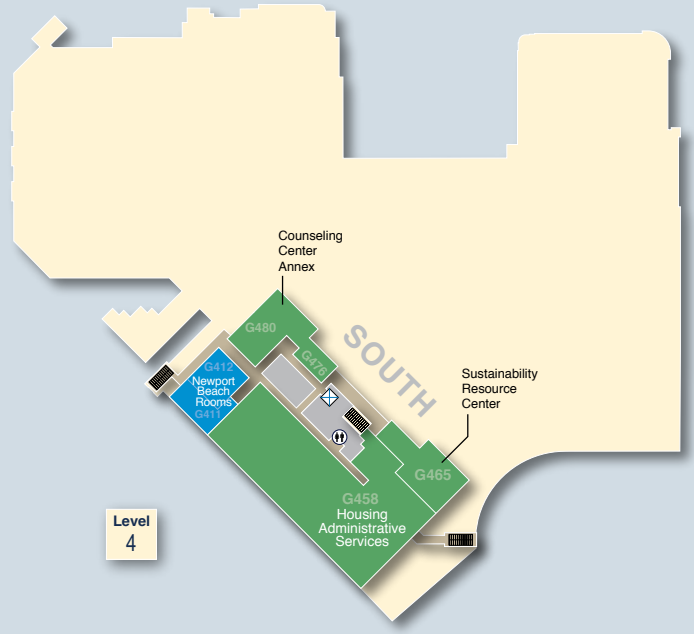 Counseling
Center
Annex
G480
G476
SOUTH
G412
Newport
Beach
Rooms
G411
Sustainability
Resource
Center
G465
G458
Housing
Administrative
Services
Level
4